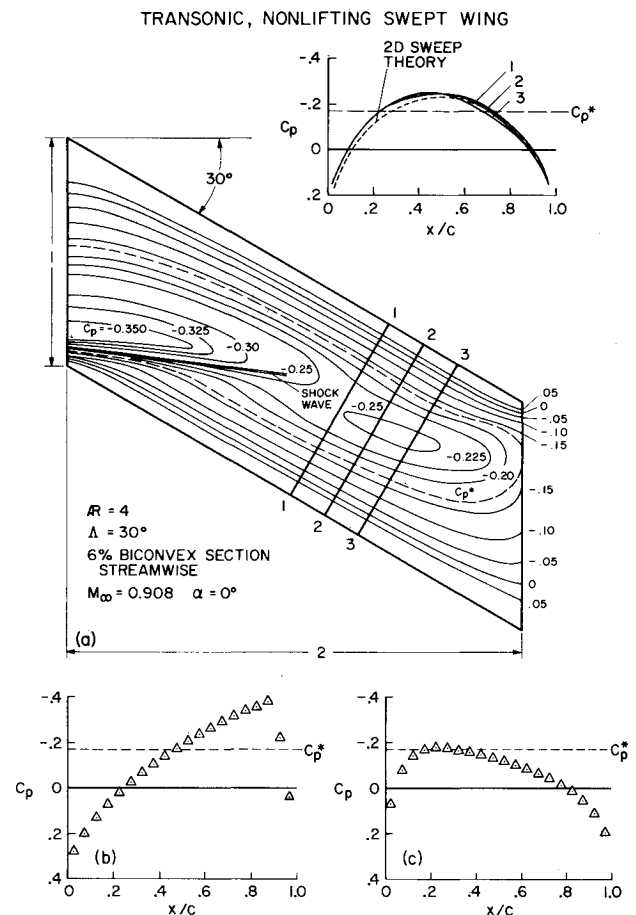 TRANSONIC, NONLIFTING SWEPT WING
-.4
2D SWEEP
THEORY
1
2
3
-.2
Cp*
Cp
0
.2
0 .2 .4 .6 .8 1.0
x/c
30°
1
2
3
Cp = -0.350
-0.325
-0.30
-0.25
SHOCK
WAVE
-0.25
-0.225
-0.20
Cp*
.05
0
-.05
-.10
-.15
-.15
-.10
-.05
0
.05
1
2
3
AR = 4
Λ = 30°
6% BICONVEX SECTION
STREAMWISE
M∞ = 0.908 α = 0°
(a)
2
-.4
-.2
Cp*
Cp 0
.2
(b)
.4
0 .2 .4 .6 .8 1.0
x/c
-.4
-.2
Cp*
Cp 0
.2
(c)
.4
0 .2 .4 .6 .8 1.0
x/c